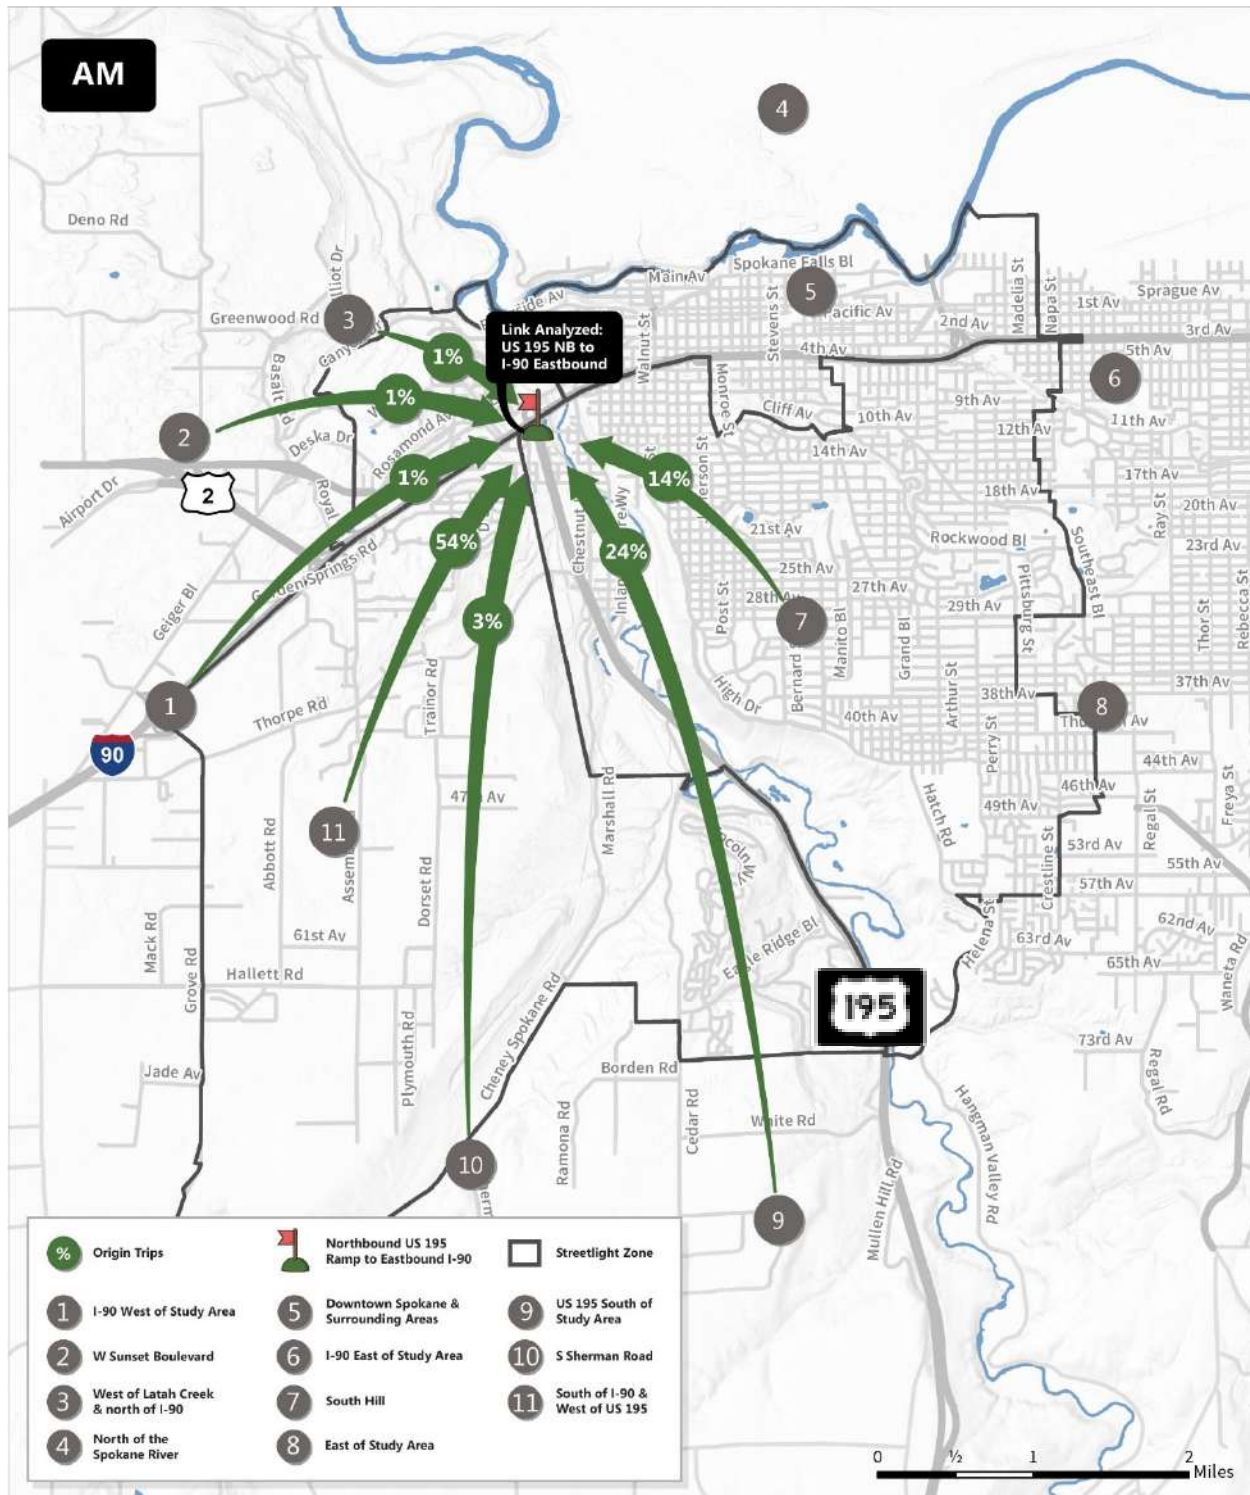 AM
4
Deno Rd
Spokane Falls Bl
Main Av
5
Madelia St
Napa St
1st Av
Sprague Av
Greenwood Rd
3
Link Analyzed:
US 195 NB to
I-90 Eastbound
Walnut St
Stevens St
2nd Av
3rd Av
4th Av
5th Av
1%
6
1%
Monroe St
Cliff Av
9th Av
10th Av
11th Av
12th Av
2
Deska Dr
Rosamond Av
14th Av
1%
14%
17th Av
2
Airport Dr
18th Av
20th Av
21st Av
Ray St
54%
24%
Rockwood Bl
23rd Av
Southeast Bl
25th Av
27th Av
Geiger Bl
Post St
29th Av
Pittsburg St
Thor St
Rebecca St
3%
7
Manito Bl
Grand Bl
37th Av
38th Av
1
Thorpe Rd
Trainor Rd
High Dr
40th Av
Arthur St
8
90
Perry St
44th Av
46th Av
11
Marshall Rd
Hatch Rd
49th Av
Regal St
Freya St
Abbott Rd
53rd Av
55th Av
Dorset Rd
Crestline St
57th Av
Mack Rd
61st Av
Eagle Ridge Bl
Helena St
62nd Av
63rd Av
Hallett Rd
Grove Rd
65th Av
Waneta Rd
195
Cheney Spokane Rd
Plymouth Rd
73rd Av
Jade Av
Borden Rd
Regal Rd
Ramona Rd
Cedar Rd
White Rd
Hangman Valley Rd
10
Mullen Hill Rd
9
% Origin Trips
Northbound US 195
Ramp to Eastbound I-90
Streetlight Zone
1 I-90 West of Study Area
2 W Sunset Boulevard
3 West of Latah Creek
& north of I-90
4 North of the
Spokane River
5 Downtown Spokane &
Surrounding Areas
6 I-90 East of Study Area
7 South Hill
8 East of Study Area
9 US 195 South of
Study Area
10 S Sherman Road
11 South of I-90 &
West of US 195
0 ½ 1 2
Miles